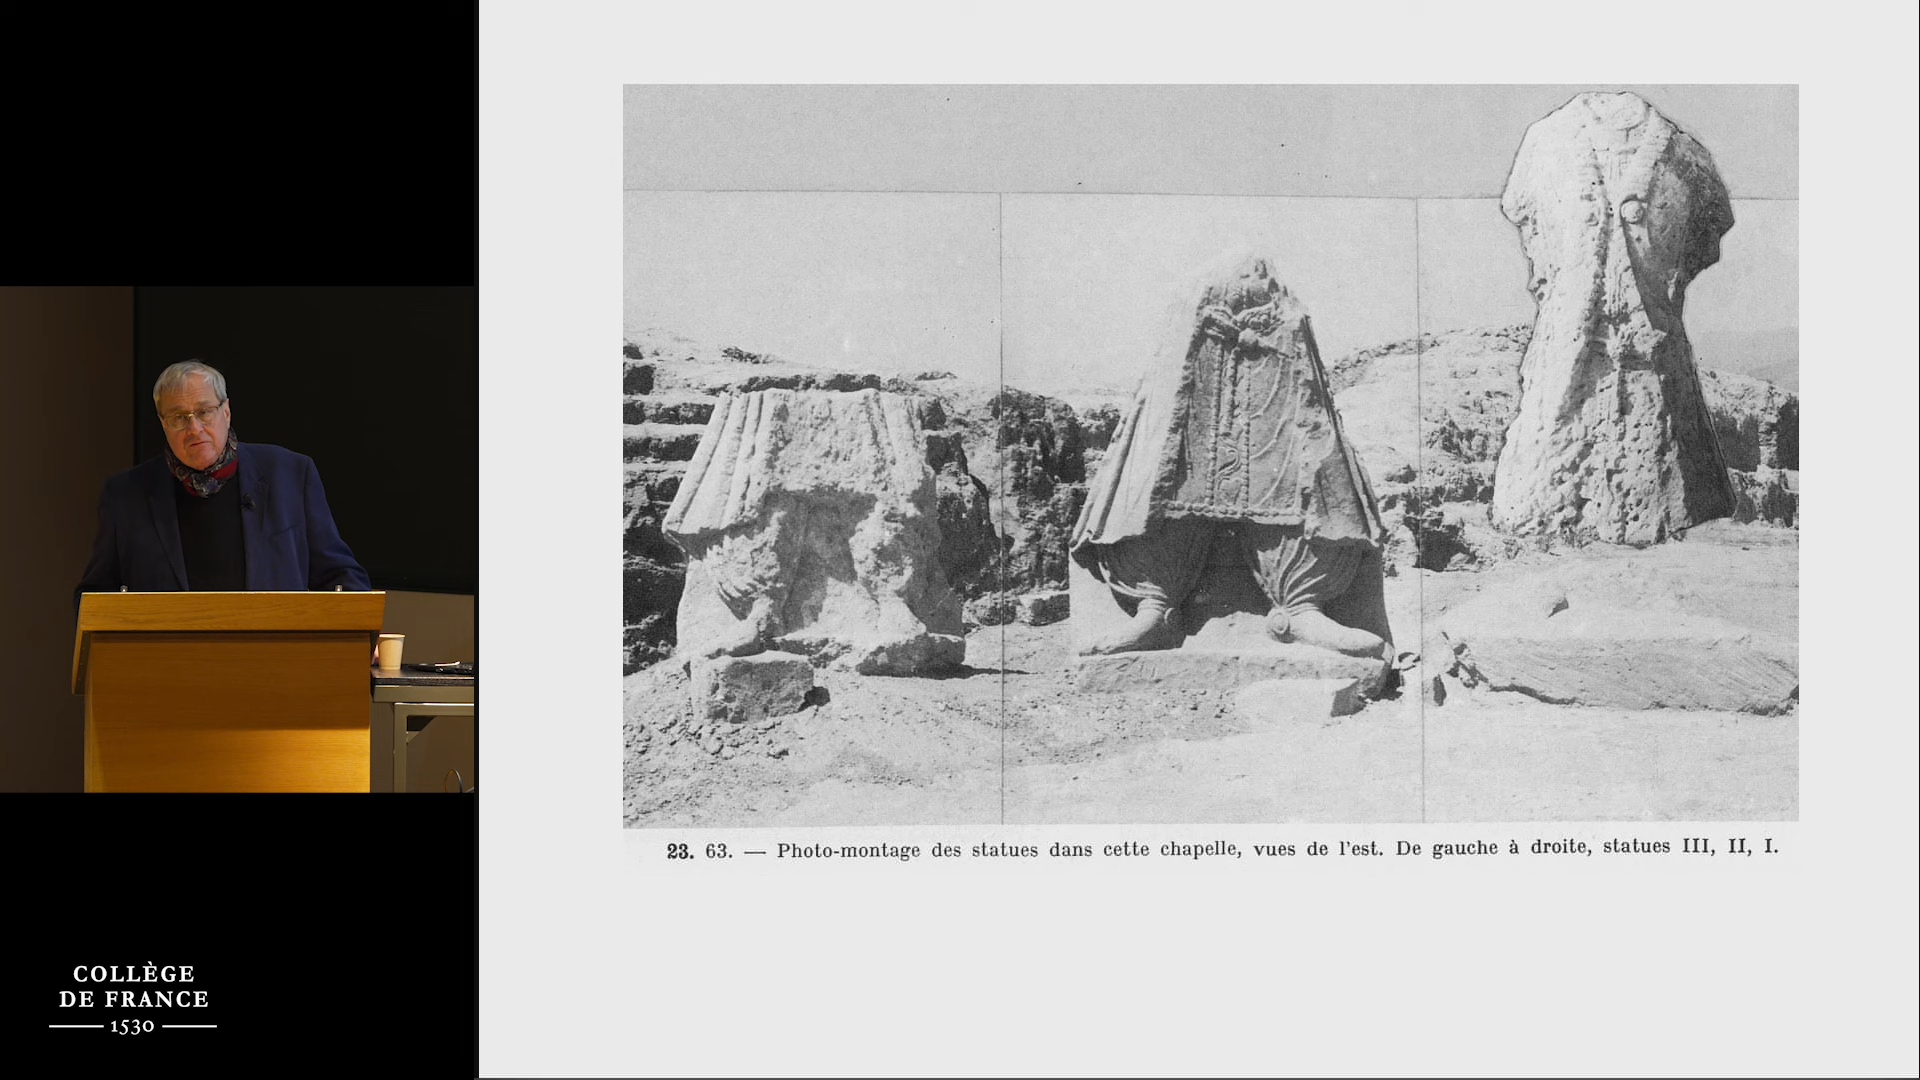 23. 63. — Photo-montage des statues dans cette chapelle, vues de l'est. De gauche à droite, statues III, II, I.
COLLÈGE
DE FRANCE
1530